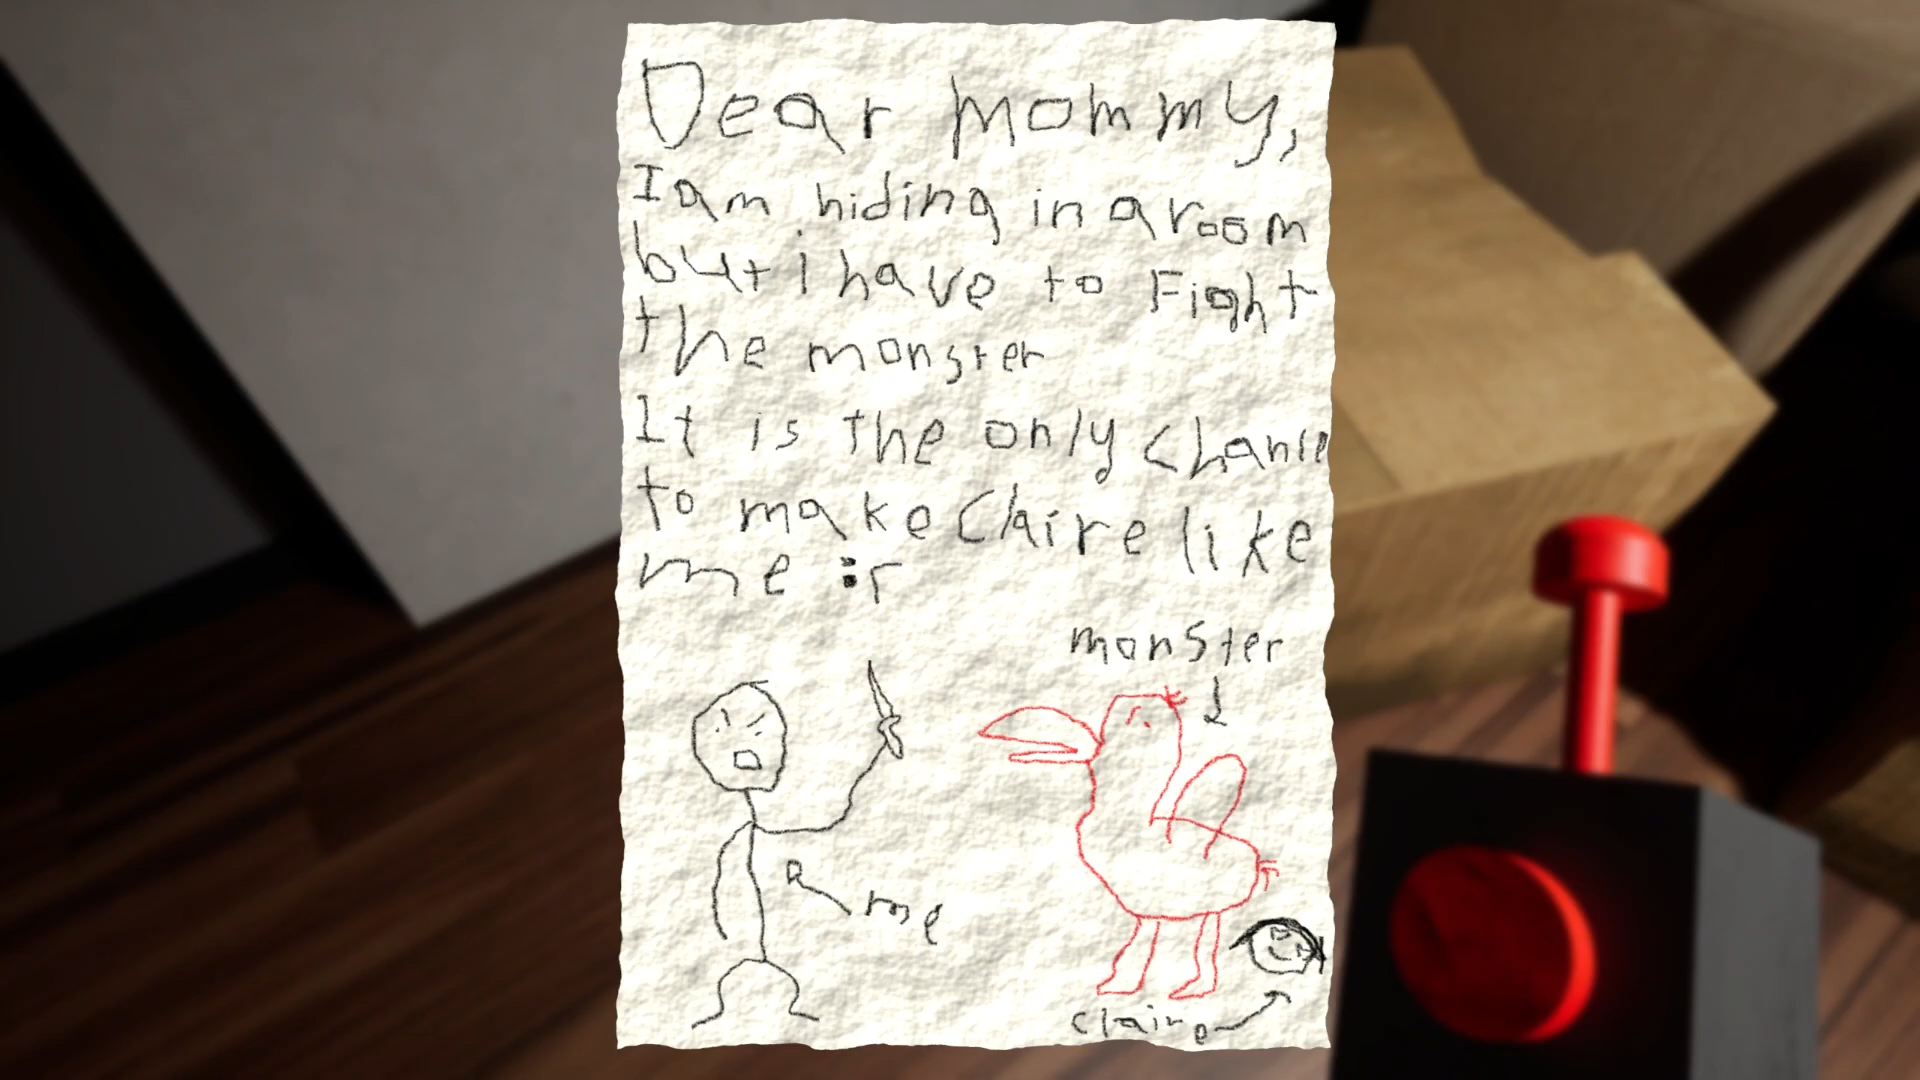 Dear Mommy,
I am hiding in a room
but i have to Fight
the monster
It is the only chance
to make Claire like
me :r
monster
me
claire